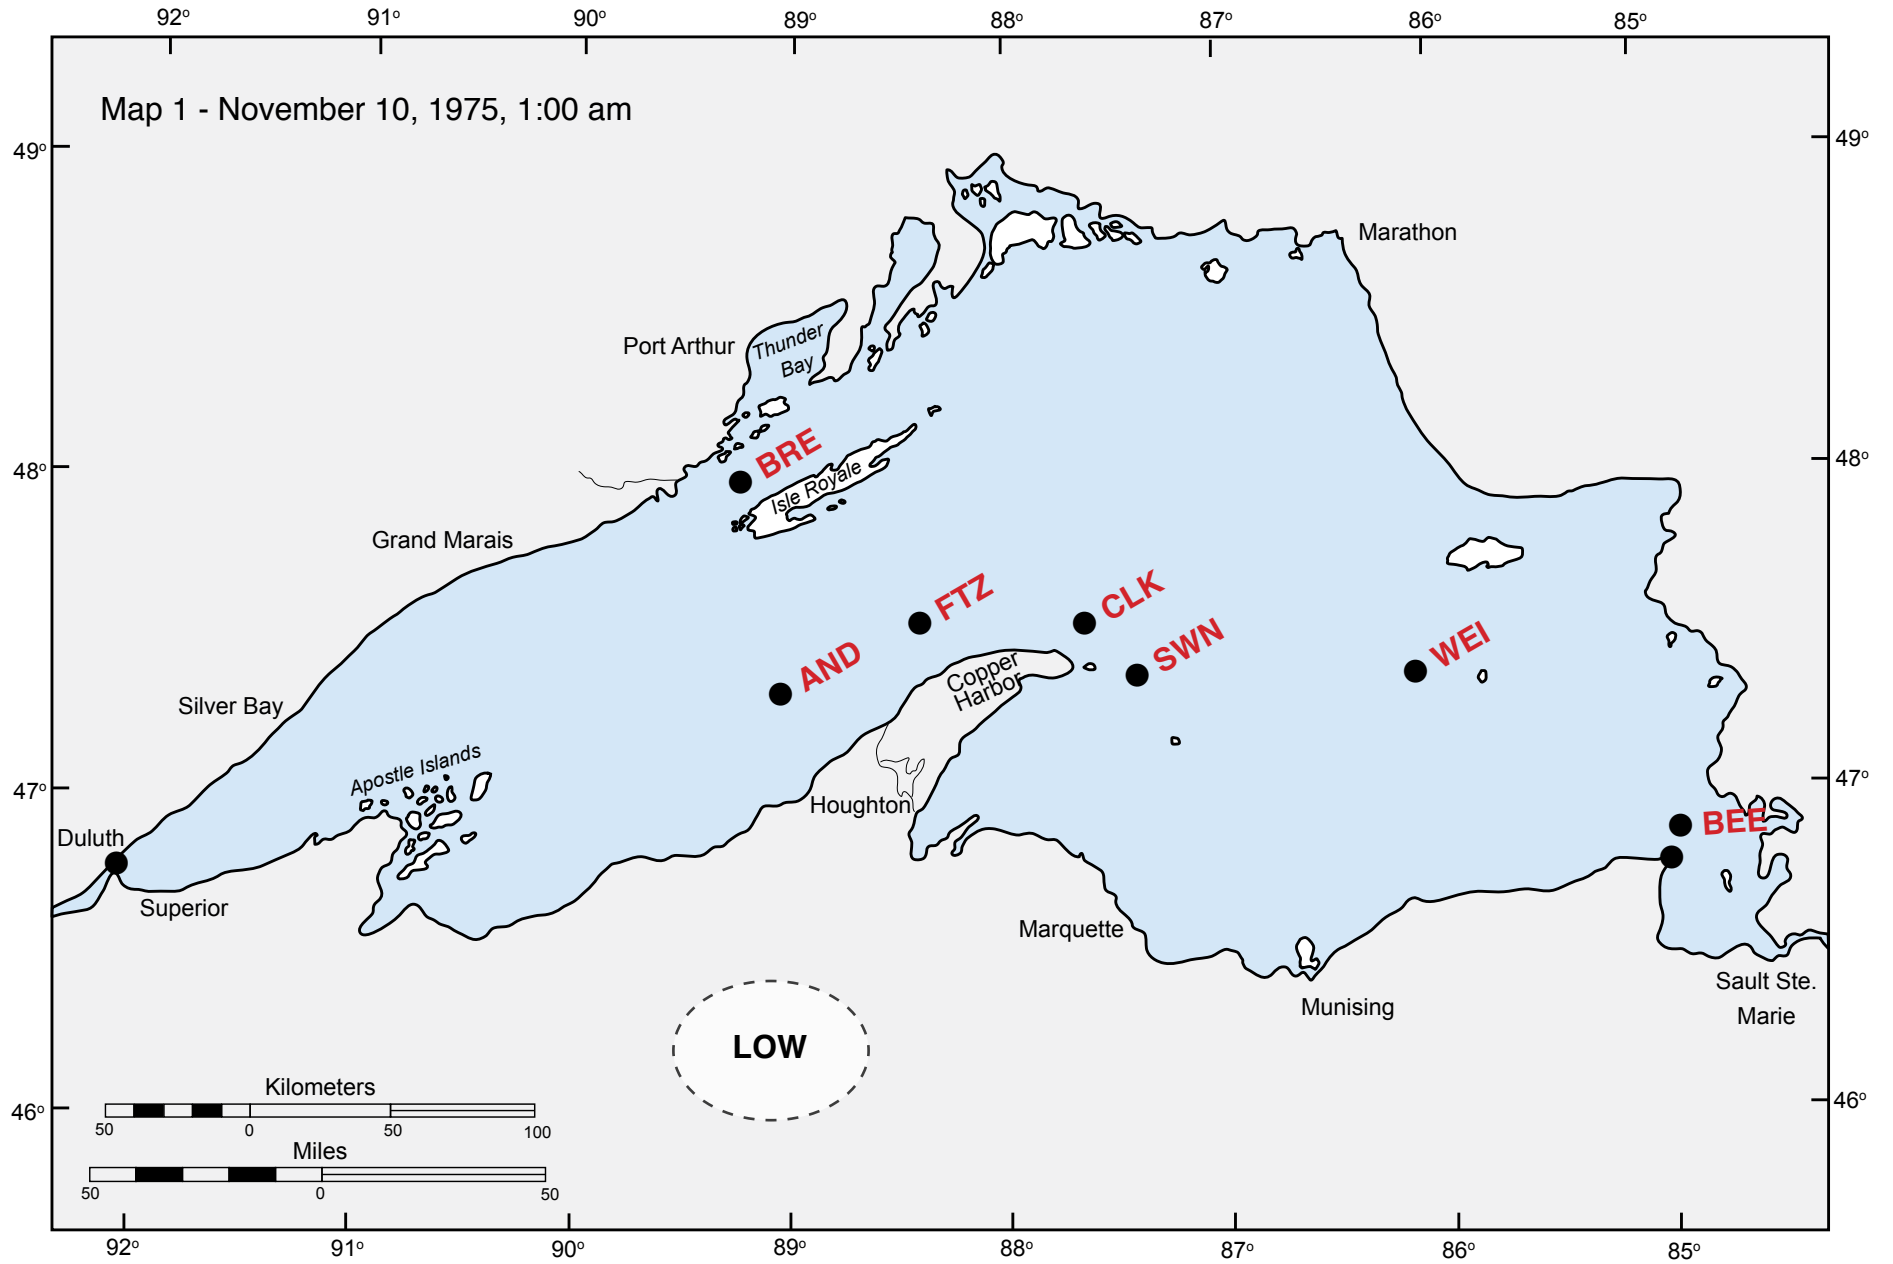 92° 91° 90° 89° 88° 87° 86° 85°
Map 1 - November 10, 1975, 1:00 am
49° 49°
Marathon
Port Arthur
Thunder
Bay
BRE
48° 48°
Isle Royale
Grand Marais
FTZ
CLK
SWN
WEI
AND
Copper
Harbor
Silver Bay
Apostle Islands
47° 47°
Houghton
BEE
Duluth
Superior
Marquette
Sault Ste.
Marie
Munising
LOW
Kilometers
46° 46°
50 0 50 100
Miles
50 0 50
92° 91° 90° 89° 88° 87° 86° 85°